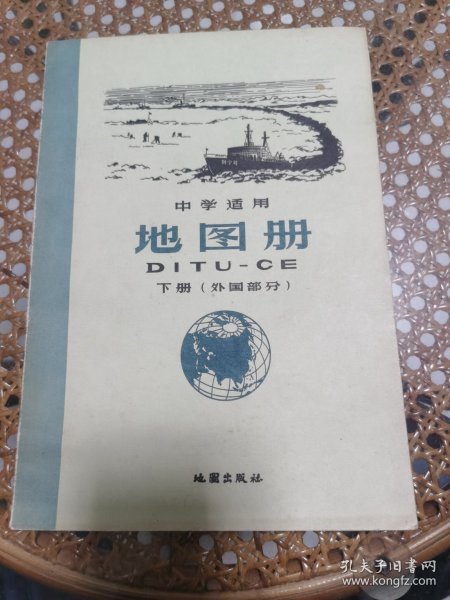 中学适用
地图册
DITU-CE
下册(外国部分)
地图出版社
孔夫子旧书网
www.kongfz.com